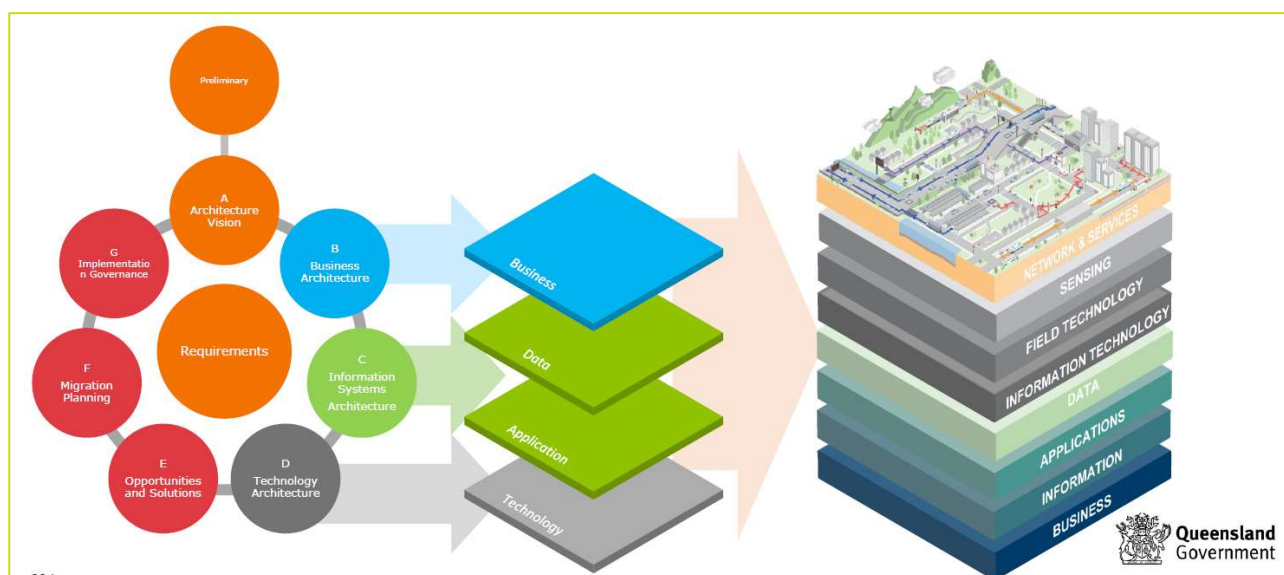 Preliminary
A
Architecture
Vision
B
Business
Architecture
C
Information
Systems
Architecture
D
Technology
Architecture
E
Opportunities
and Solutions
F
Migration
Planning
G
Implementatio
n Governance
Requirements
Business
Data
Application
Technology
NETWORK & SERVICES
SENSING
FIELD TECHNOLOGY
INFORMATION TECHNOLOGY
DATA
APPLICATIONS
INFORMATION
BUSINESS
Queensland
Government